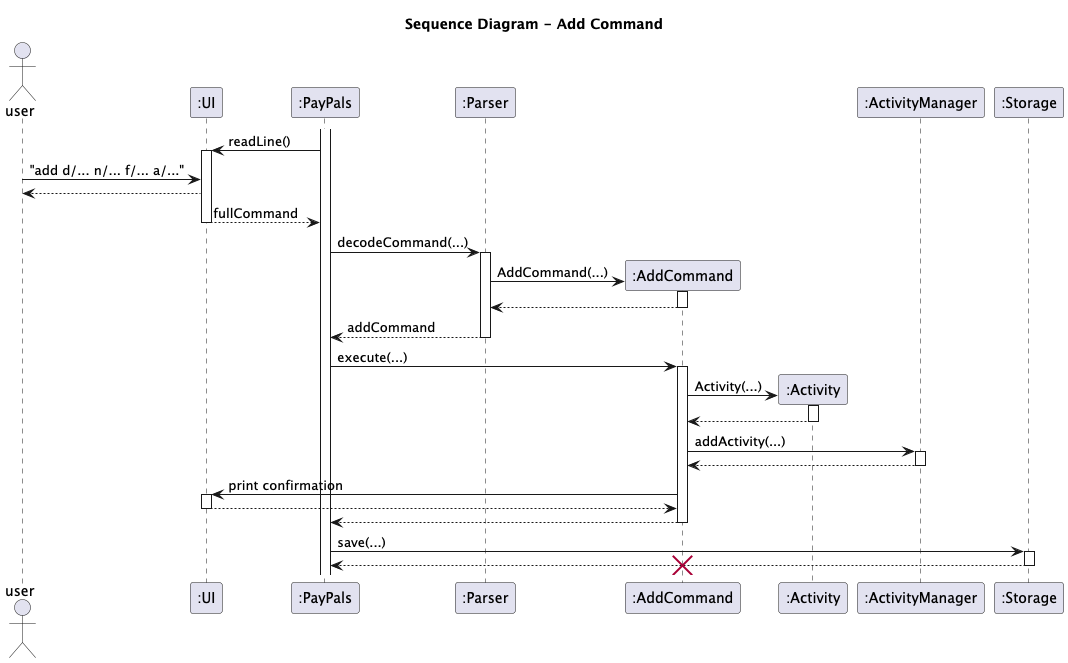 Sequence Diagram - Add Command
user
:UI
:PayPals
:Parser
:ActivityManager
:Storage
readLine()
"add d/... n/... f/... a/..."
fullCommand
decodeCommand(...)
AddCommand(...)
:AddCommand
addCommand
execute(...)
Activity(...)
:Activity
addActivity(...)
print confirmation
save(...)
user
:UI
:PayPals
:Parser
:AddCommand
:Activity
:ActivityManager
:Storage